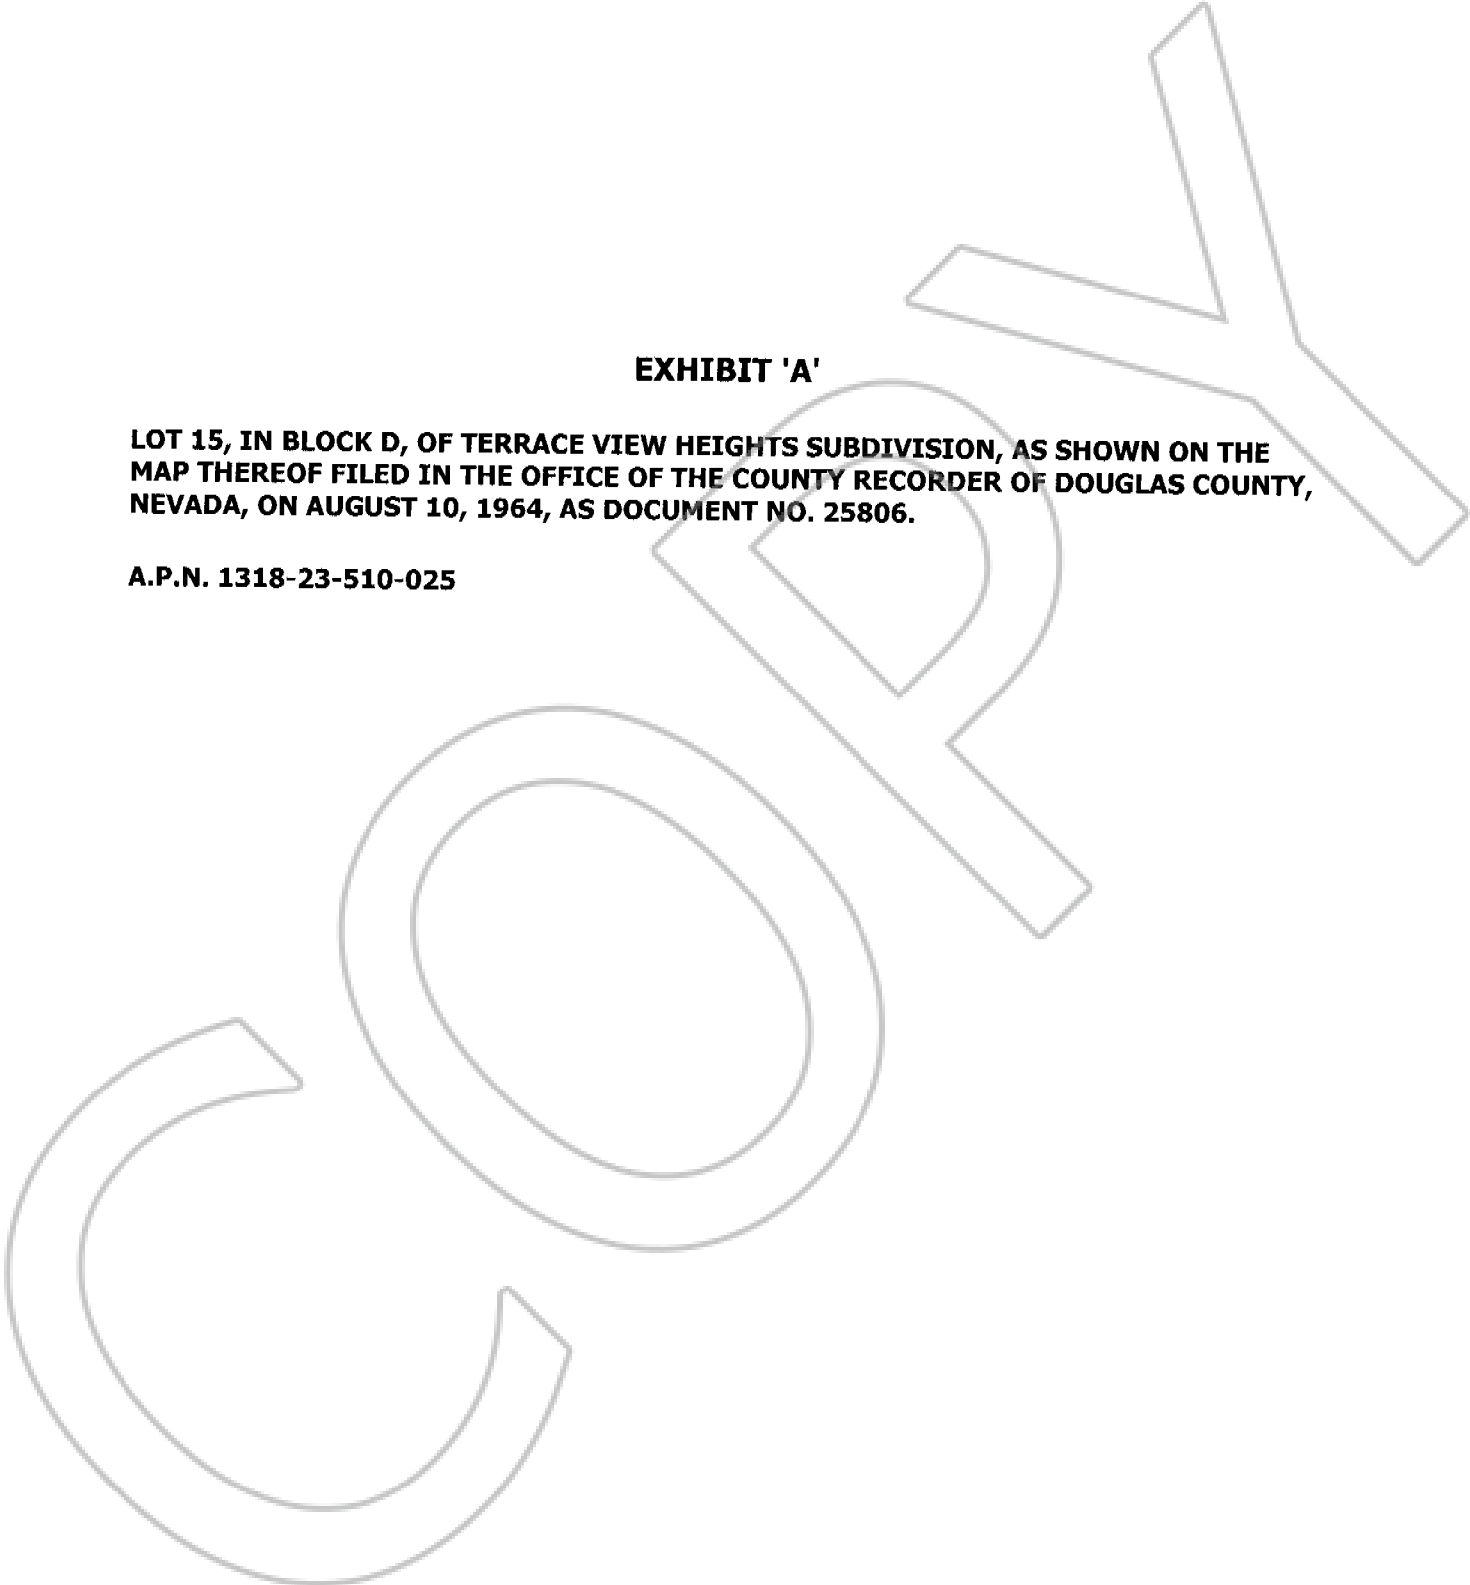 EXHIBIT 'A'
LOT 15, IN BLOCK D, OF TERRACE VIEW HEIGHTS SUBDIVISION, AS SHOWN ON THE
MAP THEREOF FILED IN THE OFFICE OF THE COUNTY RECORDER OF DOUGLAS COUNTY,
NEVADA, ON AUGUST 10, 1964, AS DOCUMENT NO. 25806.
A.P.N. 1318-23-510-025
COPY